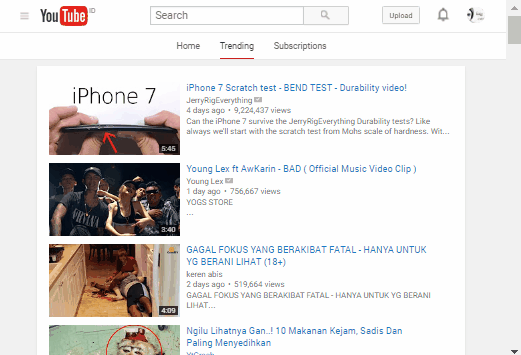 YouTube ID
Search
Upload
Home
Trending
Subscriptions
iPhone 7
5:45
iPhone 7 Scratch test - BEND TEST - Durability video!
JerryRigEverything
4 days ago • 9,224,437 views
Can the iPhone 7 survive the JerryRigEverything Durability tests? Like
always we'll start with the scratch test from Mohs scale of hardness. Wit...
3:40
Young Lex ft AwKarin - BAD ( Official Music Video Clip )
Young Lex
1 day ago • 756,667 views
YOGS STORE
...
4:09
GAGAL FOKUS YANG BERAKIBAT FATAL - HANYA UNTUK
YG BERANI LIHAT (18+)
keren abis
2 days ago • 519,664 views
GAGAL FOKUS YANG BERAKIBAT FATAL - HANYA UNTUK YG BERANI
LIHAT...
Ngilu Lihatnya Gan..! 10 Makanan Kejam, Sadis Dan
Paling Menyedihkan